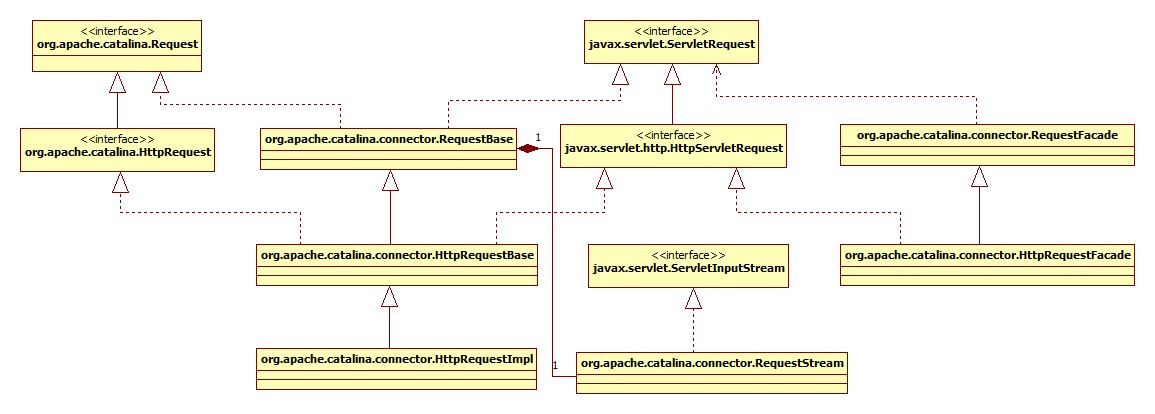 <<interface>>
org.apache.catalina.Request
<<interface>>
javax.servlet.ServletRequest
<<interface>>
org.apache.catalina.HttpRequest
org.apache.catalina.connector.RequestBase
1
<<interface>>
javax.servlet.http.HttpServletRequest
org.apache.catalina.connector.RequestFacade
org.apache.catalina.connector.HttpRequestBase
<<interface>>
javax.servlet.ServletInputStream
org.apache.catalina.connector.HttpRequestFacade
org.apache.catalina.connector.HttpRequestImpl
1
org.apache.catalina.connector.RequestStream